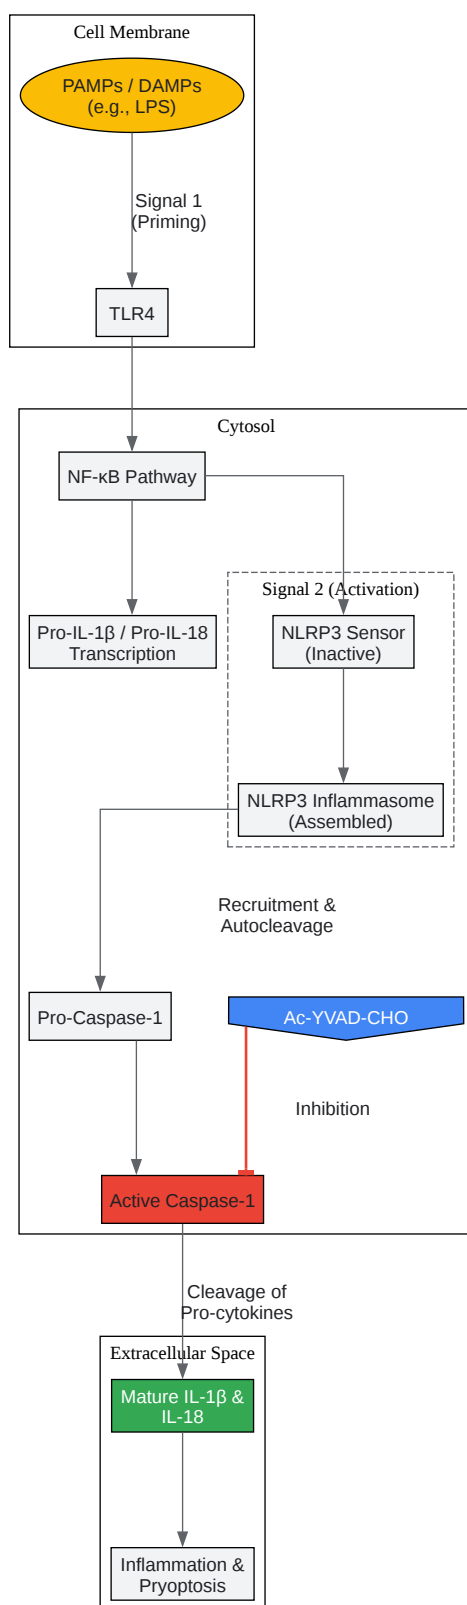 Cell Membrane
PAMPs / DAMPs
(e.g., LPS)
Signal 1
(Priming)
TLR4
Cytosol
NF-κB Pathway
Signal 2 (Activation)
Pro-IL-1β / Pro-IL-18
Transcription
NLRP3 Sensor
(Inactive)
NLRP3 Inflammasome
(Assembled)
Recruitment &
Autocleavage
Pro-Caspase-1
Ac-YVAD-CHO
Inhibition
Active Caspase-1
Cleavage of
Pro-cytokines
Extracellular Space
Mature IL-1β &
IL-18
Inflammation &
Pryoptosis